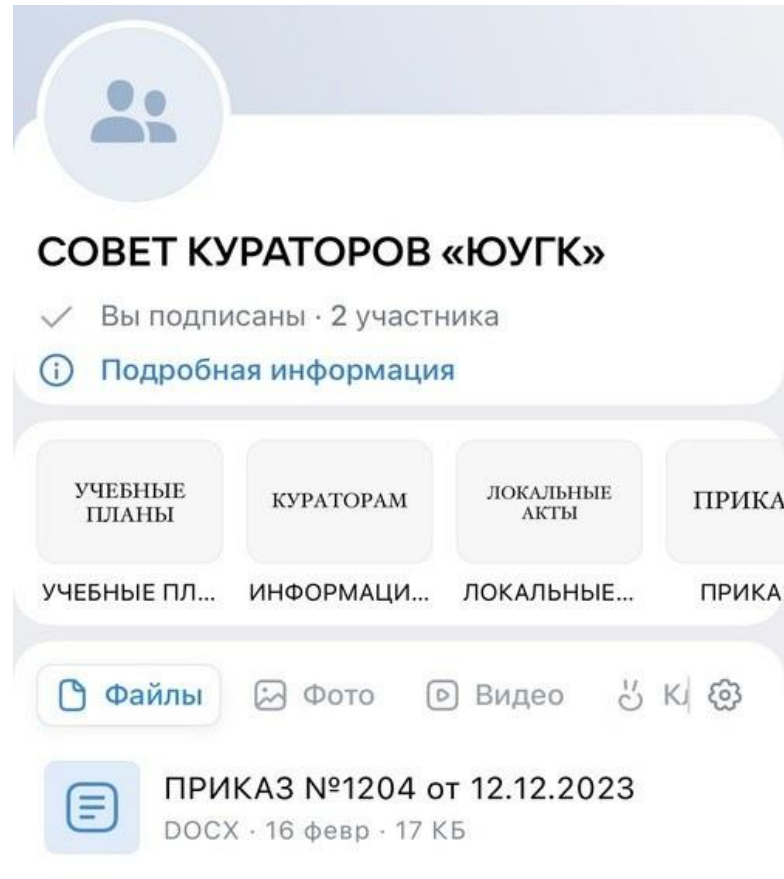 СОВЕТ КУРАТОРОВ «ЮУГК»
Вы подписаны · 2 участника
Подробная информация
УЧЕБНЫЕ
ПЛАНЫ
КУРАТОРАМ
ЛОКАЛЬНЫЕ
АКТЫ
ПРИКА
УЧЕБНЫЕ ПЛ...
ИНФОРМАЦИ...
ЛОКАЛЬНЫЕ...
ПРИКА
Файлы
Фото
Видео
ПРИКАЗ №1204 от 12.12.2023
DOCX · 16 февр · 17 КБ